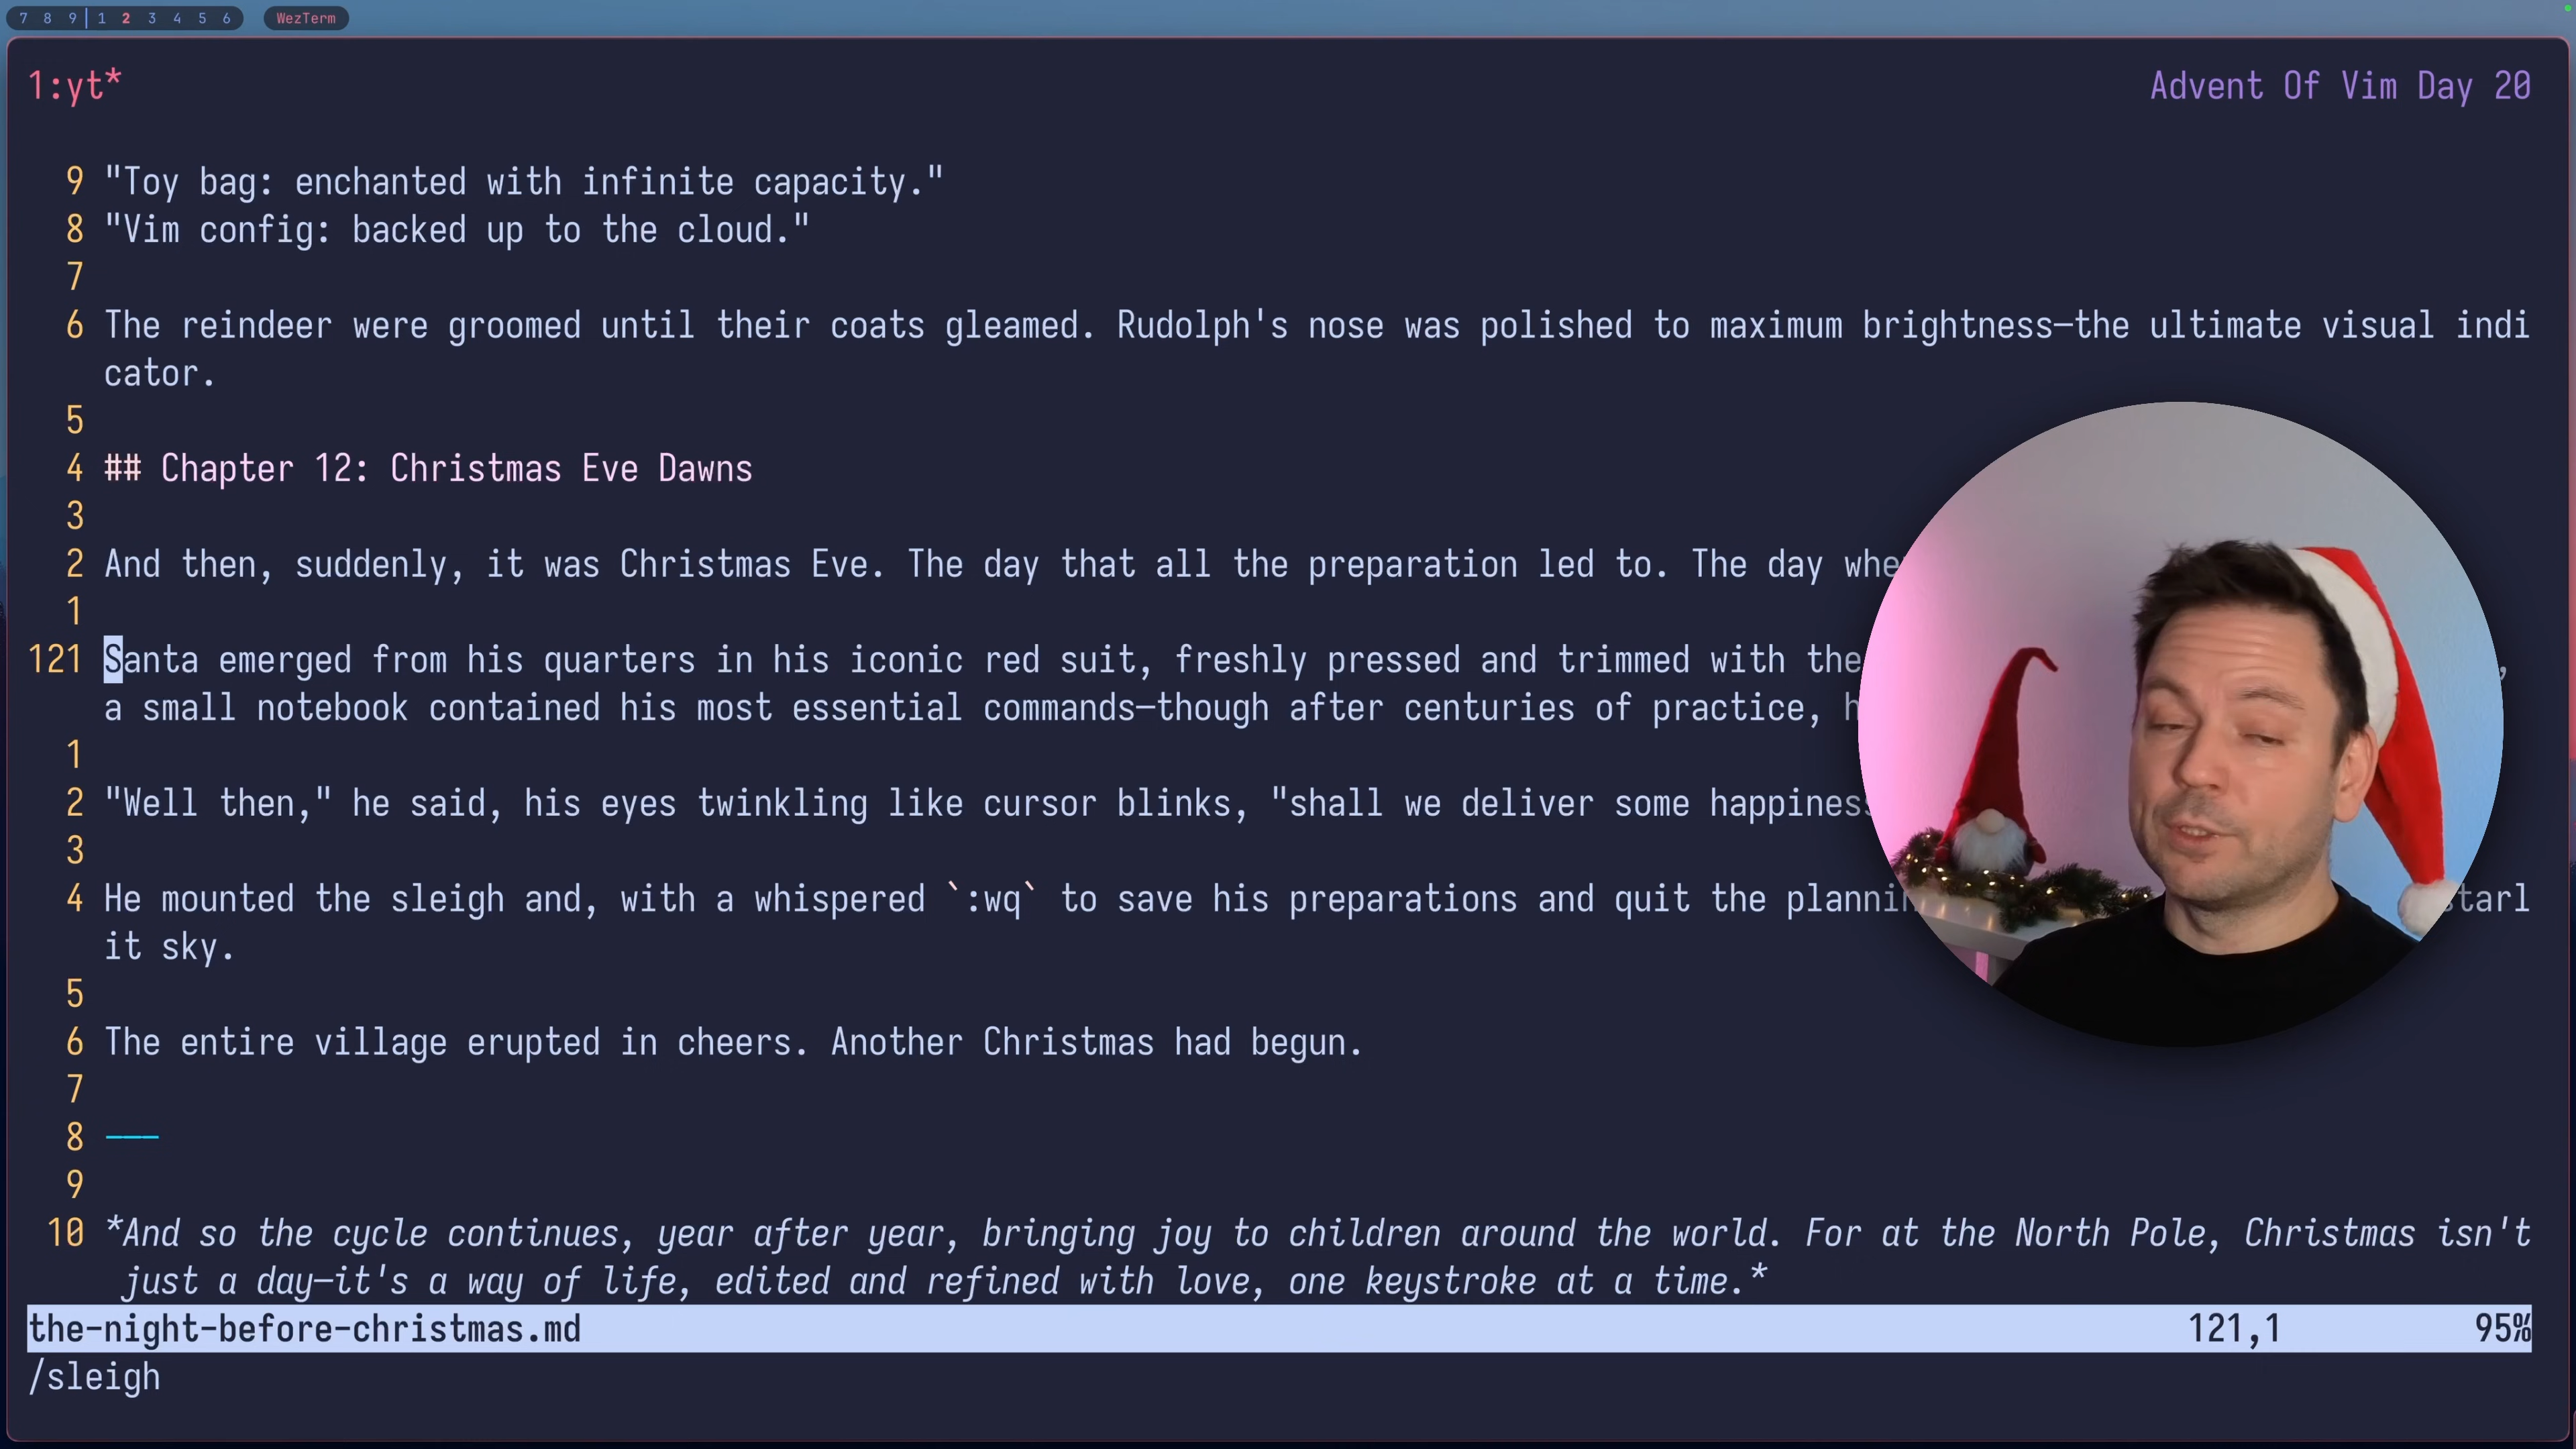 7 8 9 1 2 3 4 5 6 WezTerm
1:yt* Advent Of Vim Day 20
9 "Toy bag: enchanted with infinite capacity."
8 "Vim config: backed up to the cloud."
7
6 The reindeer were groomed until their coats gleamed. Rudolph's nose was polished to maximum brightness—the ultimate visual indi
cator.
5
4 ## Chapter 12: Christmas Eve Dawns
3
2 And then, suddenly, it was Christmas Eve. The day that all the preparation led to. The day
1
121 Santa emerged from his quarters in his iconic red suit, freshly pressed and trimmed with the ,
a small notebook contained his most essential commands—though after centuries of practice,
1
2 "Well then," he said, his eyes twinkling like cursor blinks, "shall we deliver some
3
4 He mounted the sleigh and, with a whispered `:wq` to save his preparations and quit the
it sky.
5
6 The entire village erupted in cheers. Another Christmas had begun.
7
8 ---
9
10 *And so the cycle continues, year after year, bringing joy to children around the world. For at the North Pole, Christmas isn't
just a day—it's a way of life, edited and refined with love, one keystroke at a time.*
the-night-before-christmas.md 121,1 95%
/sleigh